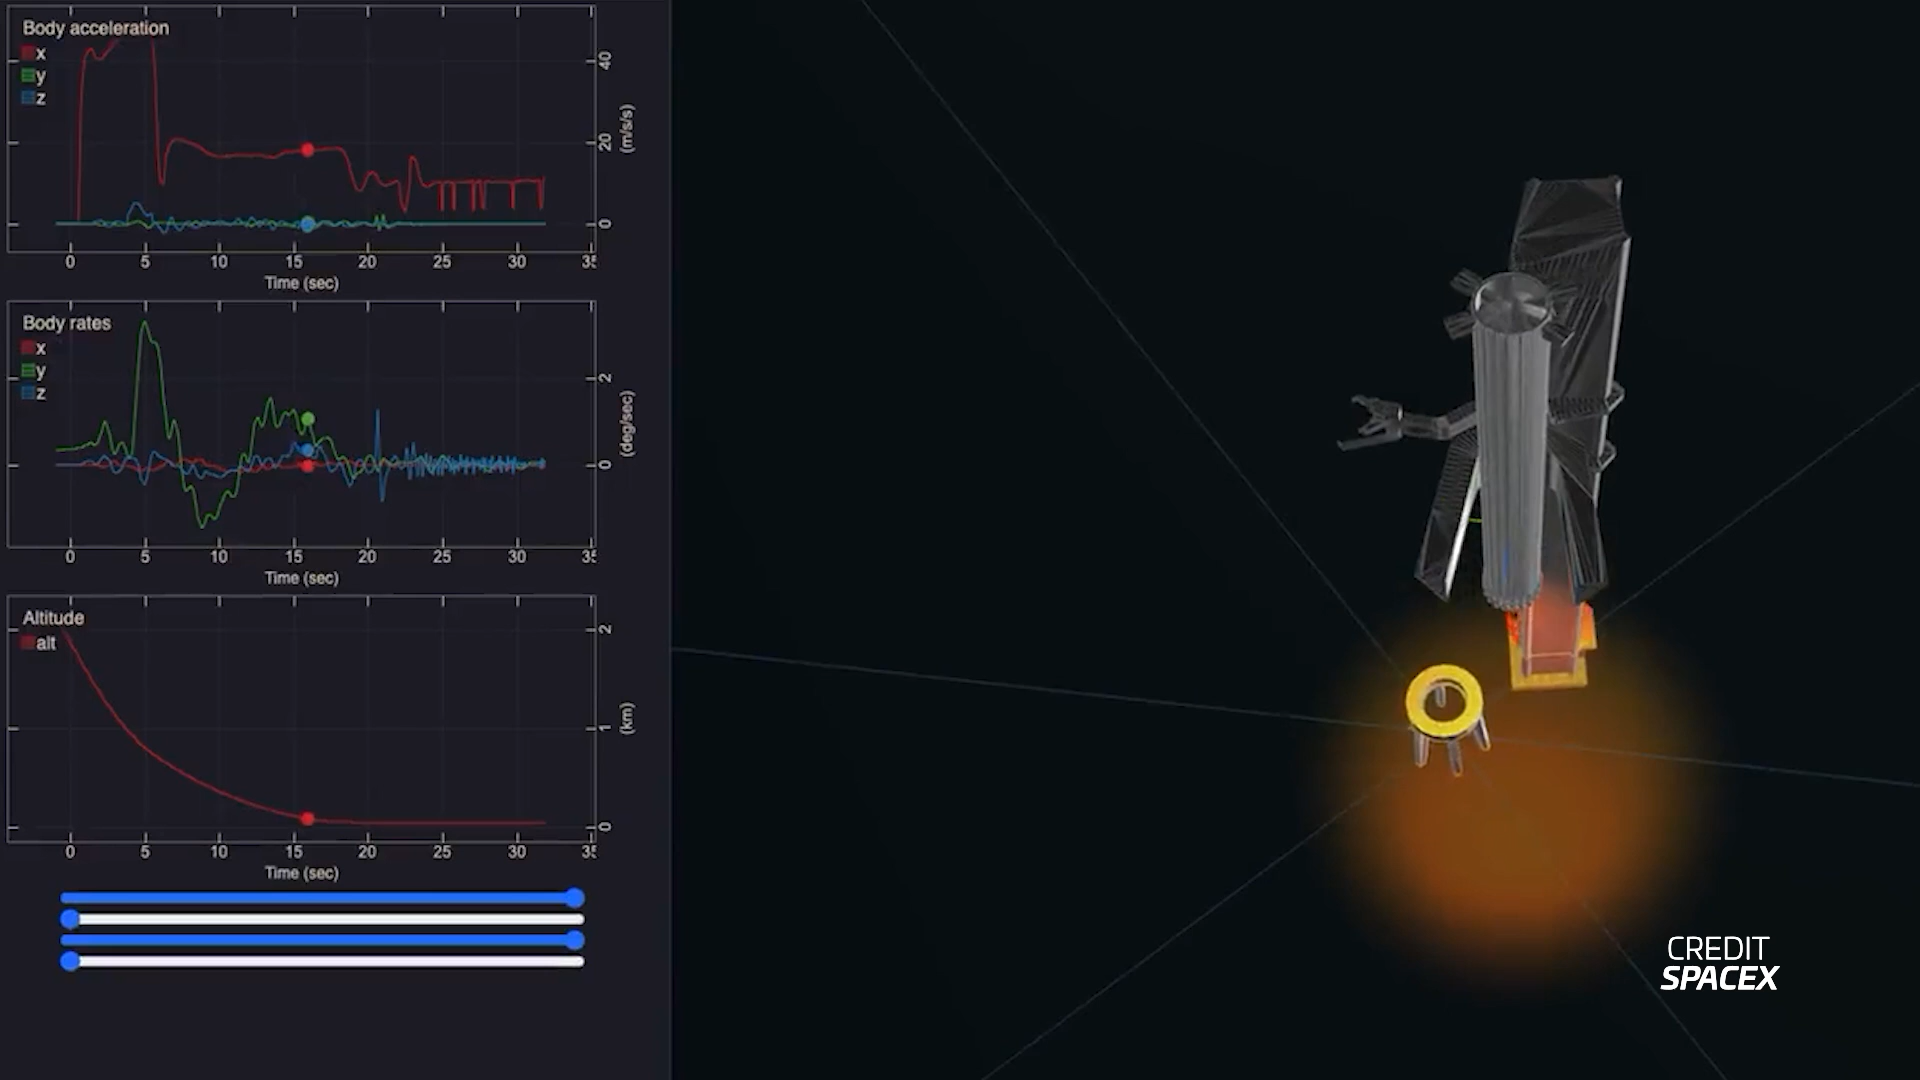 Body acceleration
x
y
z
40
20
0
(m/s/s)
0 5 10 15 20 25 30 35
Time (sec)
Body rates
x
y
z
2
0
(deg/sec)
0 5 10 15 20 25 30 35
Time (sec)
Altitude
alt
2
1
0
(km)
0 5 10 15 20 25 30 35
Time (sec)
CREDIT
SPACEX